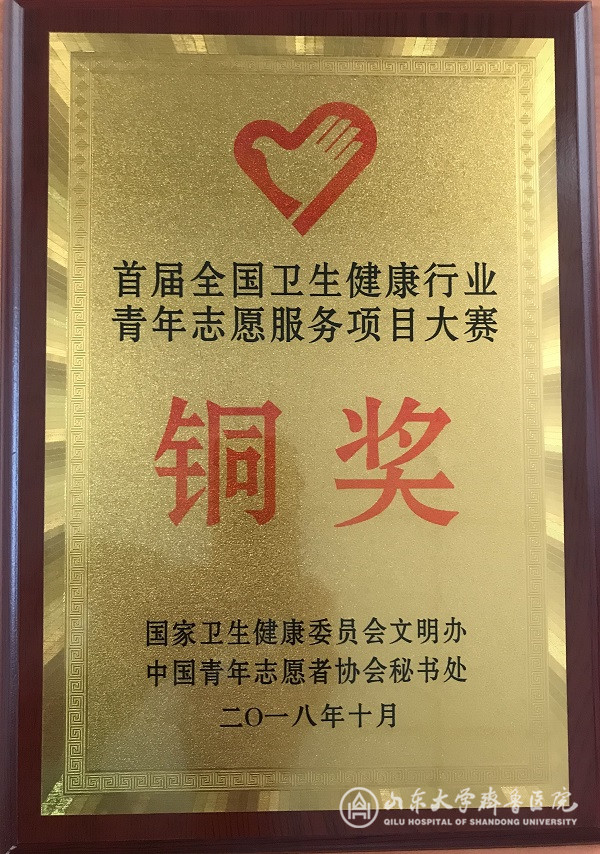 首届全国卫生健康行业
青年志愿服务项目大赛
铜奖
国家卫生健康委员会文明办
中国青年志愿者协会秘书处
二O一八年十月
山东大学齐鲁医院
QILU HOSPITAL OF SHANDONG UNIVERSITY